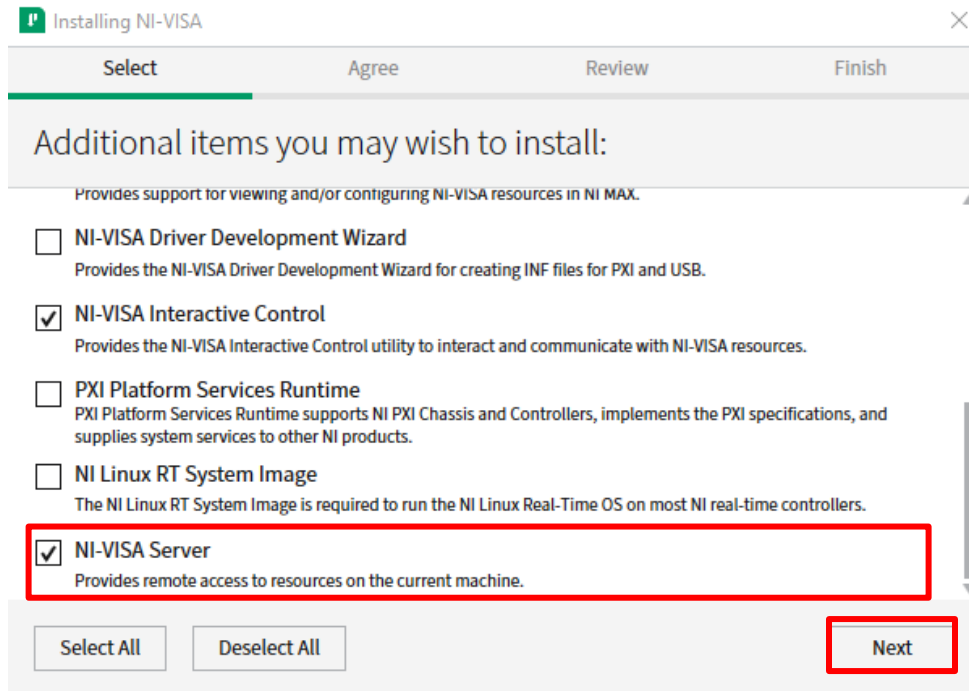 Installing NI-VISA
Select Agree Review Finish
Additional items you may wish to install:
Provides support for viewing and/or configuring NI-VISA resources in NI MAX.
NI-VISA Driver Development Wizard
Provides the NI-VISA Driver Development Wizard for creating INF files for PXI and USB.
NI-VISA Interactive Control
Provides the NI-VISA Interactive Control utility to interact and communicate with NI-VISA resources.
PXI Platform Services Runtime
PXI Platform Services Runtime supports NI PXI Chassis and Controllers, implements the PXI specifications, and
supplies system services to other NI products.
NI Linux RT System Image
The NI Linux RT System Image is required to run the NI Linux Real-Time OS on most NI real-time controllers.
NI-VISA Server
Provides remote access to resources on the current machine.
Select All Deselect All Next